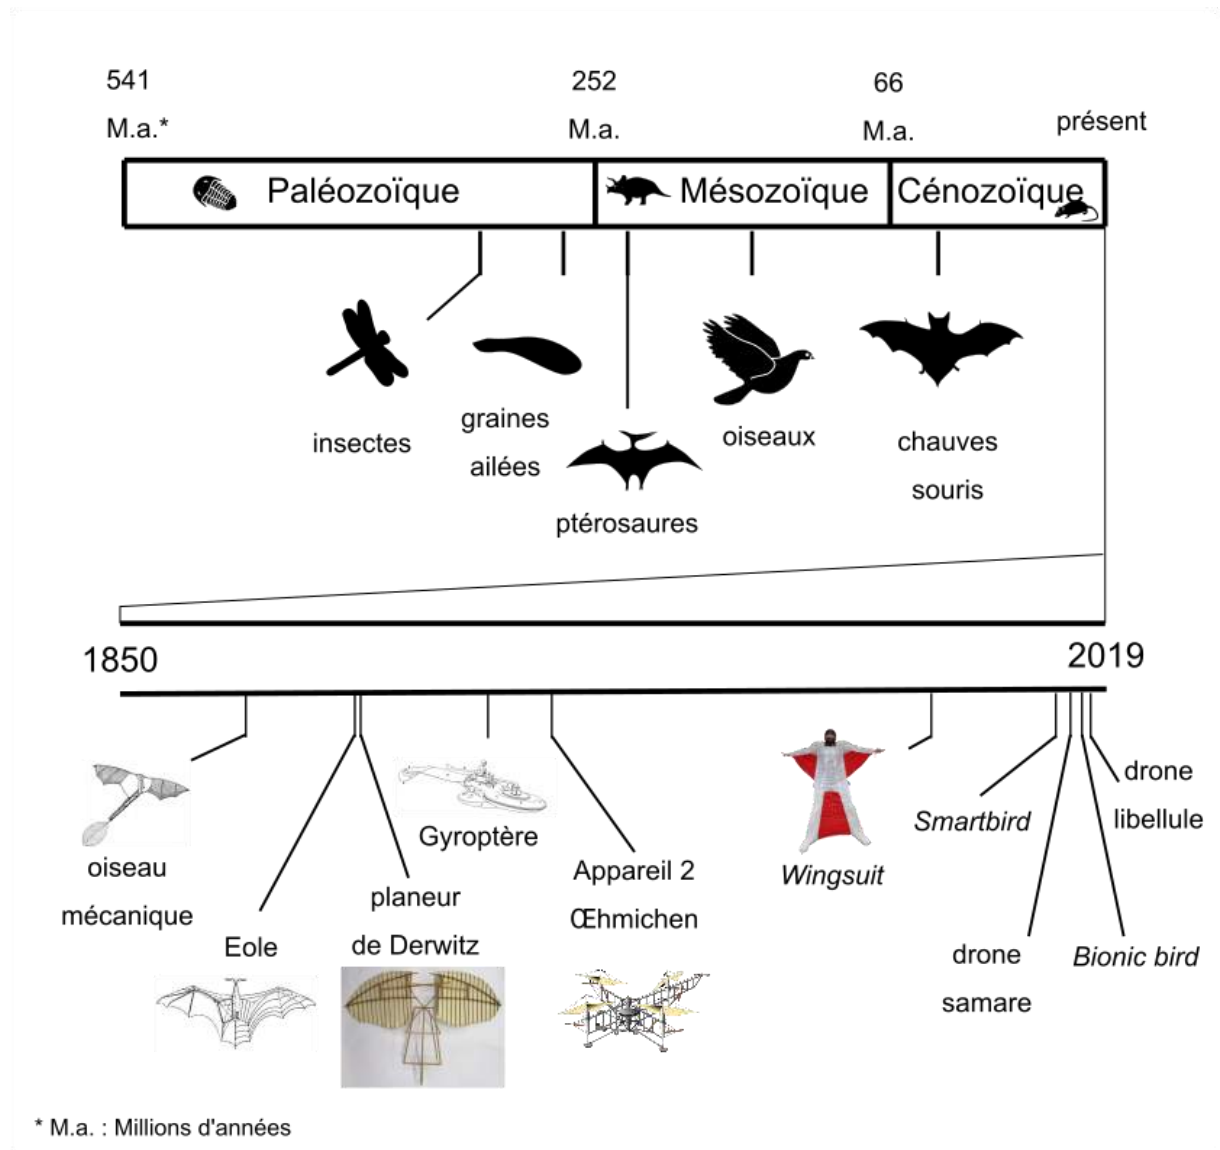 541
M.a.*
252
M.a.
66
M.a.
présent
Paléozoïque
Mésozoïque
Cénozoïque
insectes
graines
ailées
ptérosaures
oiseaux
chauves
souris
1850
2019
oiseau
mécanique
Eole
planeur
de Derwitz
Gyroptère
Appareil 2
Œhmichen
Wingsuit
Smartbird
drone
samare
Bionic bird
drone
libellule
* M.a. : Millions d'années